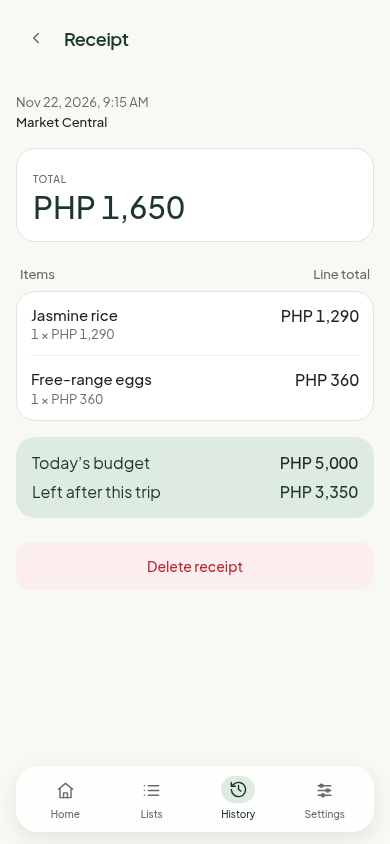 Receipt
Nov 22, 2026, 9:15 AM
Market Central
TOTAL
PHP 1,650
Items Line total
Jasmine rice PHP 1,290
1 × PHP 1,290
Free-range eggs PHP 360
1 × PHP 360
Today’s budget PHP 5,000
Left after this trip PHP 3,350
Delete receipt
Home Lists History Settings